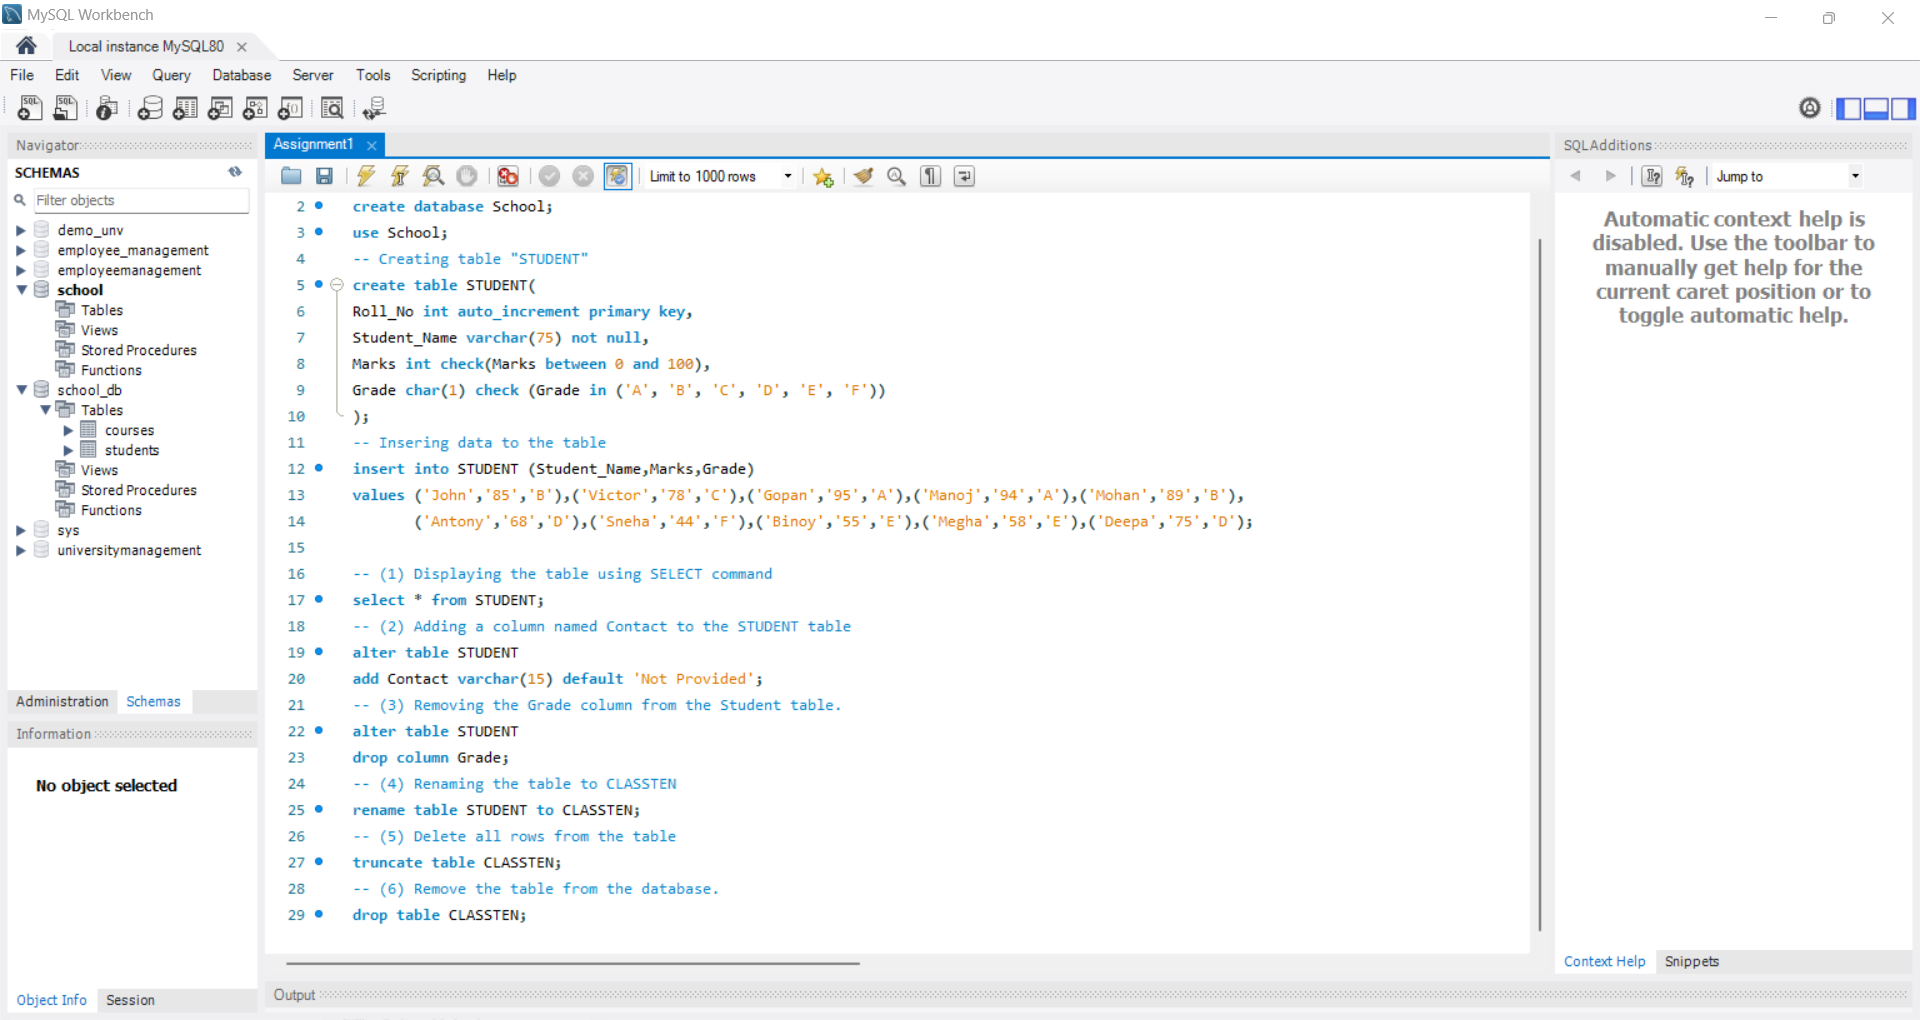 MySQL Workbench
Local instance MySQL80
File Edit View Query Database Server Tools Scripting Help
Navigator
SCHEMAS
Filter objects
demo_unv
employee_management
employeemanagement
school
Tables
Views
Stored Procedures
Functions
school_db
Tables
courses
students
Views
Stored Procedures
Functions
sys
universitymanagement
Administration Schemas
Information
No object selected
Object Info Session
Assignment1
Limit to 1000 rows
2 create database School;
3 use School;
4 -- Creating table "STUDENT"
5 create table STUDENT(
6 Roll_No int auto_increment primary key,
7 Student_Name varchar(75) not null,
8 Marks int check(Marks between 0 and 100),
9 Grade char(1) check (Grade in ('A', 'B', 'C', 'D', 'E', 'F'))
10 );
11 -- Insering data to the table
12 insert into STUDENT (Student_Name,Marks,Grade)
13 values ('John','85','B'),('Victor','78','C'),('Gopan','95','A'),('Manoj','94','A'),('Mohan','89','B'),
14 ('Antony','68','D'),('Sneha','44','F'),('Binoy','55','E'),('Megha','58','E'),('Deepa','75','D');
15
16 -- (1) Displaying the table using SELECT command
17 select * from STUDENT;
18 -- (2) Adding a column named Contact to the STUDENT table
19 alter table STUDENT
20 add Contact varchar(15) default 'Not Provided';
21 -- (3) Removing the Grade column from the Student table.
22 alter table STUDENT
23 drop column Grade;
24 -- (4) Renaming the table to CLASSTEN
25 rename table STUDENT to CLASSTEN;
26 -- (5) Delete all rows from the table
27 truncate table CLASSTEN;
28 -- (6) Remove the table from the database.
29 drop table CLASSTEN;
Output
SQLAdditions
Jump to
Automatic context help is
disabled. Use the toolbar to
manually get help for the
current caret position or to
toggle automatic help.
Context Help Snippets